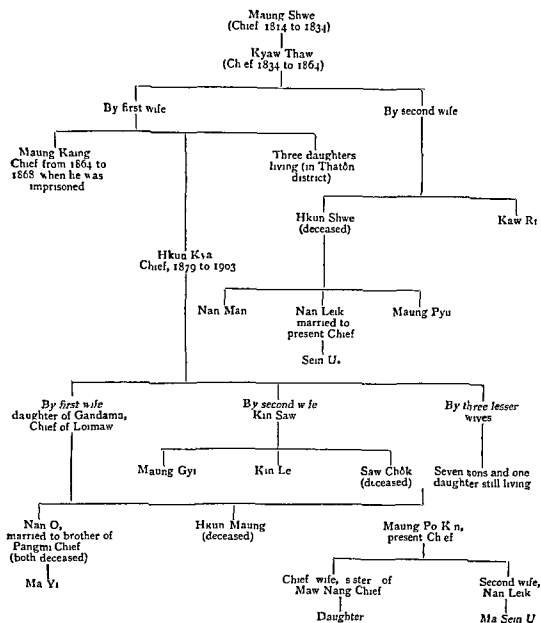 Maung Shwe
(Chief 1814 to 1834)
Kyaw Thaw
(Ch ef 1834 to 1864)
By first wife
By second wife
Maung Kaing
Chief from 1864 to
1868 when he was
imprisoned
Three daughters
living (in Thatôn
district)
Hkun Shwe
(deceased)
Kaw Ri
Hkun Kya
Chief, 1879 to 1903
Nan Man
Nan Leik
married to
present Chief
Maung Pyu
Sein U.
By first wife
daughter of Gandama,
Chief of Loimaw
By second w fe
Kin Saw
By three lesser
wives
Maung Gyi
Kin Le
Saw Chôk
(deceased)
Seven sons and one
daughter still living
Nan O,
married to brother of
Pangmi Chief
(both deceased)
Hkun Maung
(deceased)
Maung Po K n,
present Ch ef
Ma Yi
Chief wife, s ster of
Maw Nang Chief
Second wife,
Nan Leik
Daughter
Ma Sein U